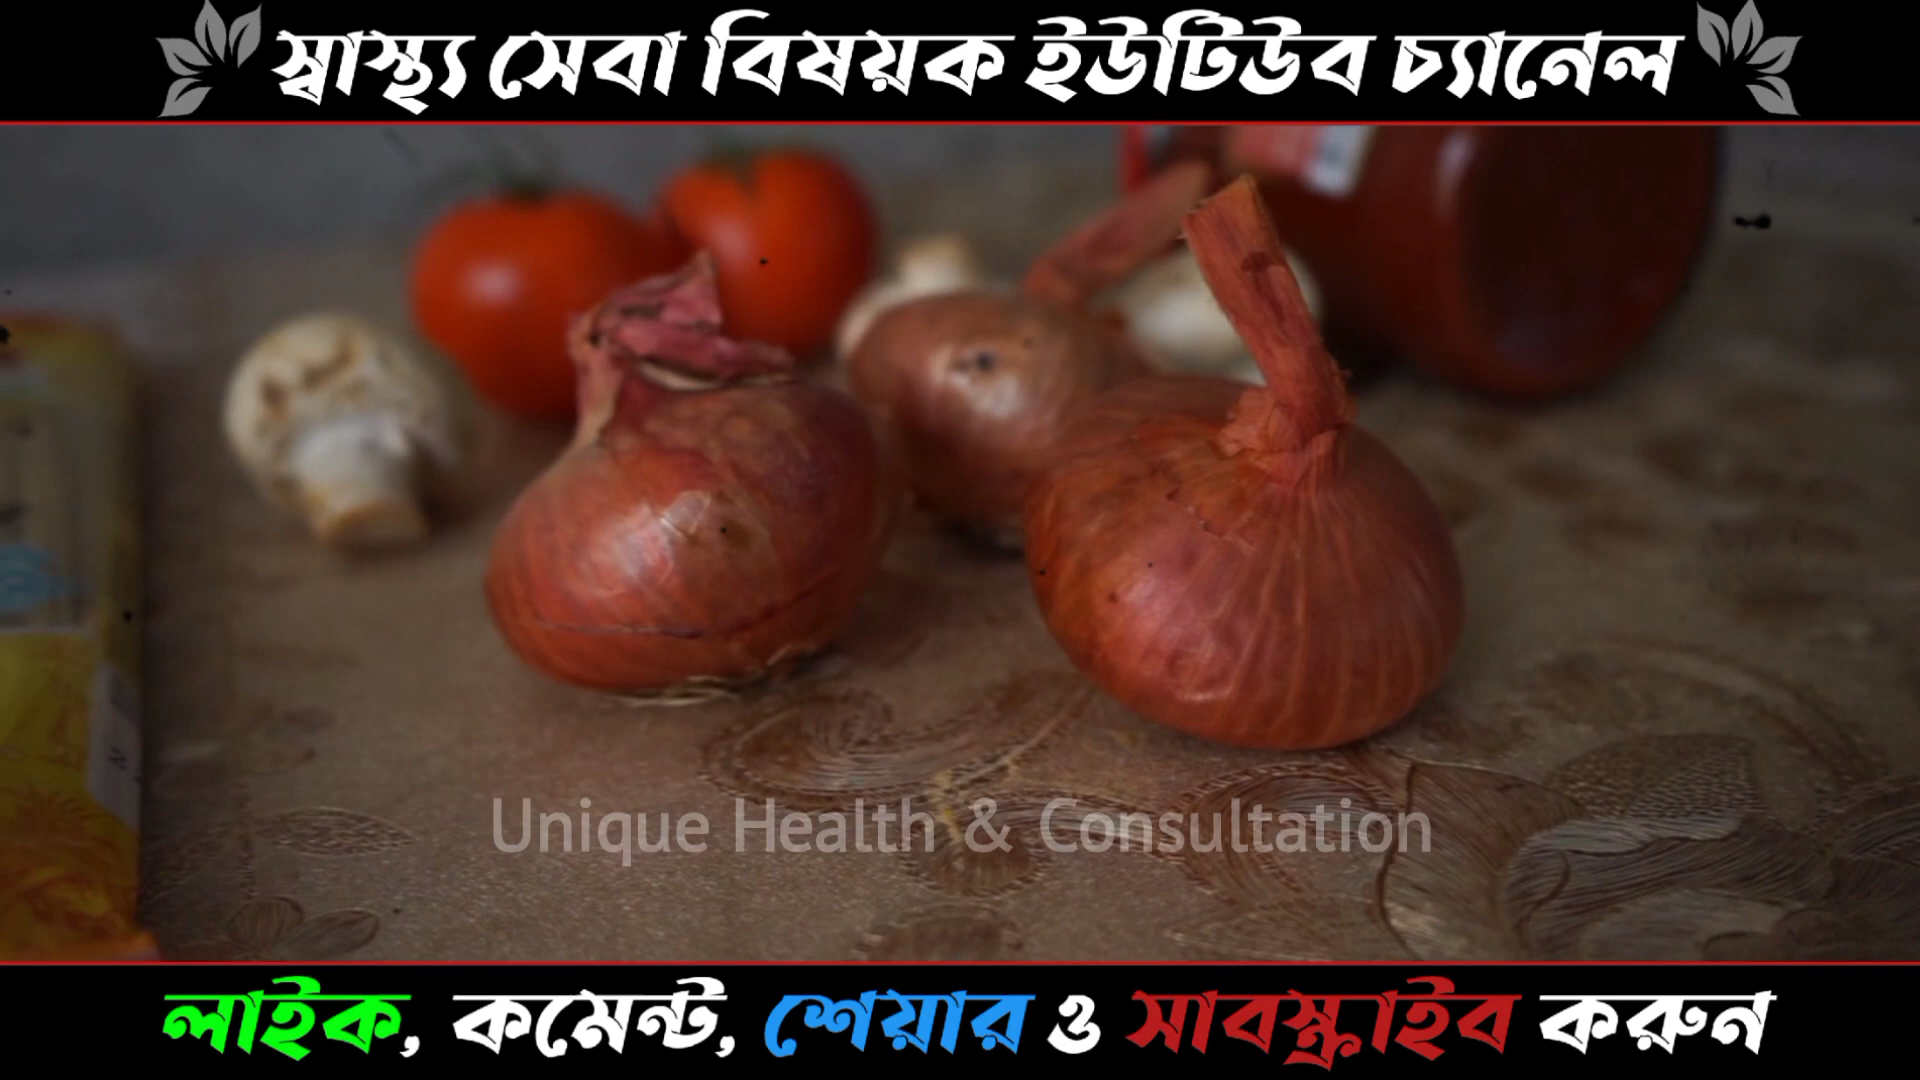 স্বাস্থ্য সেবা বিষয়ক ইউটিউব চ্যানেল
Unique Health & Consultation
লাইক, কমেন্ট, শেয়ার ও সাবস্ক্রাইব করুন